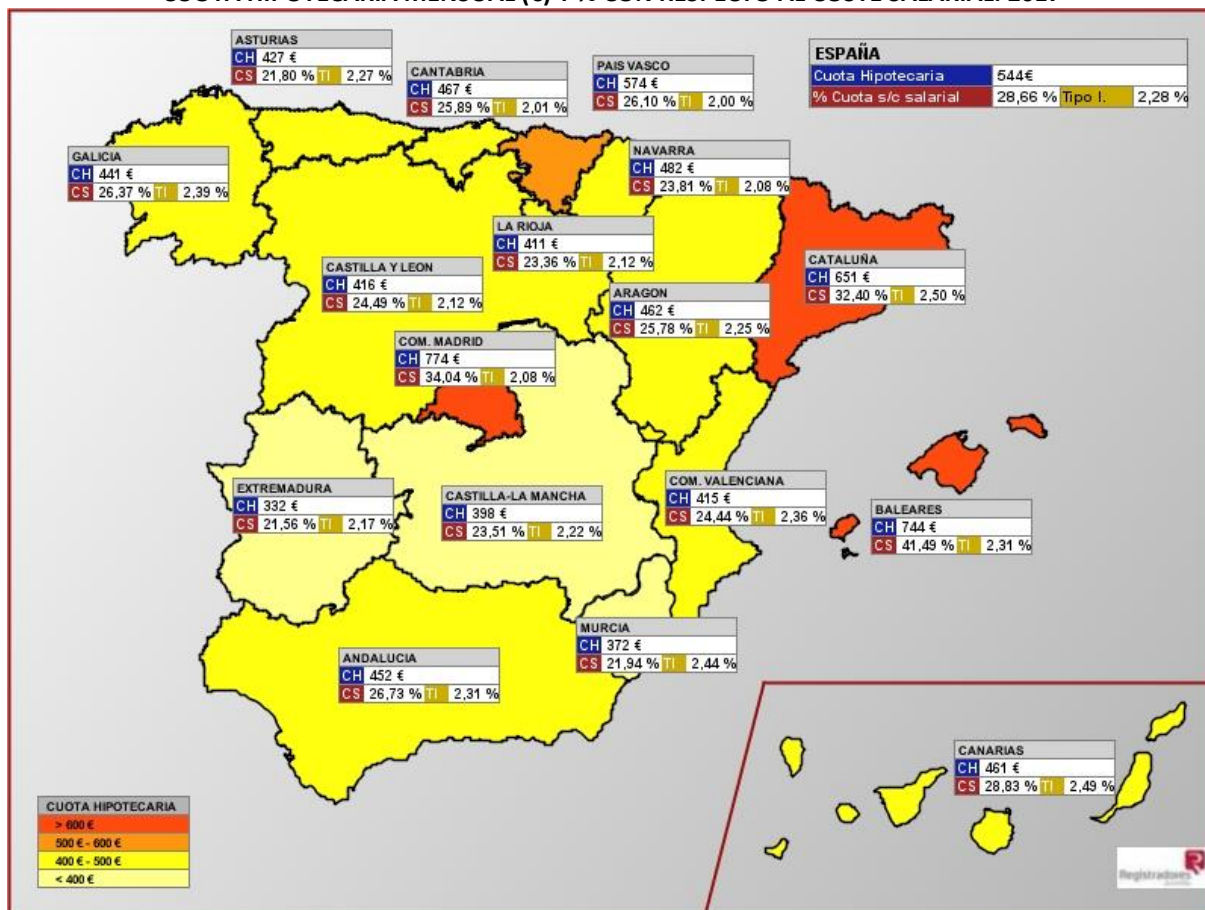 ASTURIAS
CH 427 €
CS 21,80 % TI 2,27 %
CANTABRIA
CH 467 €
CS 25,89 % TI 2,01 %
PAIS VASCO
CH 574 €
CS 26,10 % TI 2,00 %
ESPAÑA
Cuota Hipotecaria 544€
% Cuota s/c salarial 28,66 % Tipo I. 2,28 %
GALICIA
CH 441 €
CS 26,37 % TI 2,39 %
NAVARRA
CH 482 €
CS 23,81 % TI 2,08 %
LA RIOJA
CH 411 €
CS 23,36 % TI 2,12 %
CASTILLA Y LEON
CH 416 €
CS 24,49 % TI 2,12 %
CATALUÑA
CH 651 €
CS 32,40 % TI 2,50 %
ARAGON
CH 462 €
CS 25,78 % TI 2,25 %
COM. MADRID
CH 774 €
CS 34,04 % TI 2,08 %
EXTREMADURA
CH 332 €
CS 21,56 % TI 2,17 %
CASTILLA-LA MANCHA
CH 398 €
CS 23,51 % TI 2,22 %
COM. VALENCIANA
CH 415 €
CS 24,44 % TI 2,36 %
BALEARES
CH 744 €
CS 41,49 % TI 2,31 %
MURCIA
CH 372 €
CS 21,94 % TI 2,44 %
ANDALUCIA
CH 452 €
CS 26,73 % TI 2,31 %
CANARIAS
CH 461 €
CS 28,83 % TI 2,49 %
CUOTA HIPOTECARIA
> 600 €
500 € - 600 €
400 € - 500 €
< 400 €
Registradores